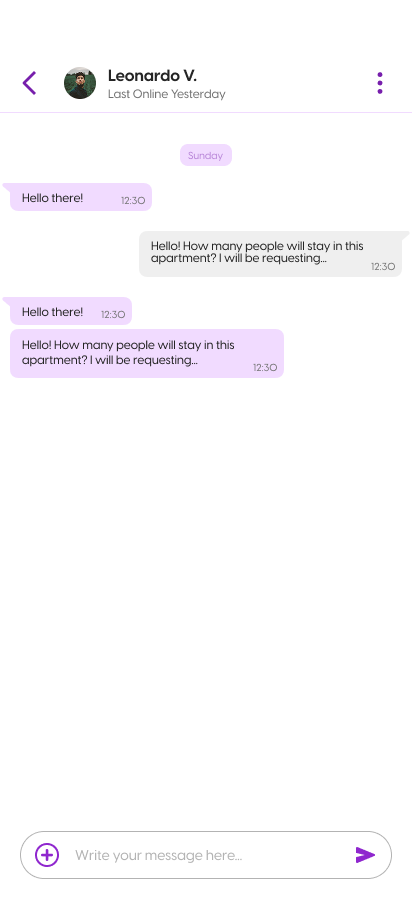 Leonardo V.
Last Online Yesterday
Sunday
Hello there!
12:30
Hello! How many people will stay in this
apartment? I will be requesting...
12:30
Hello there!
12:30
Hello! How many people will stay in this
apartment? I will be requesting...
12:30
Write your message here...